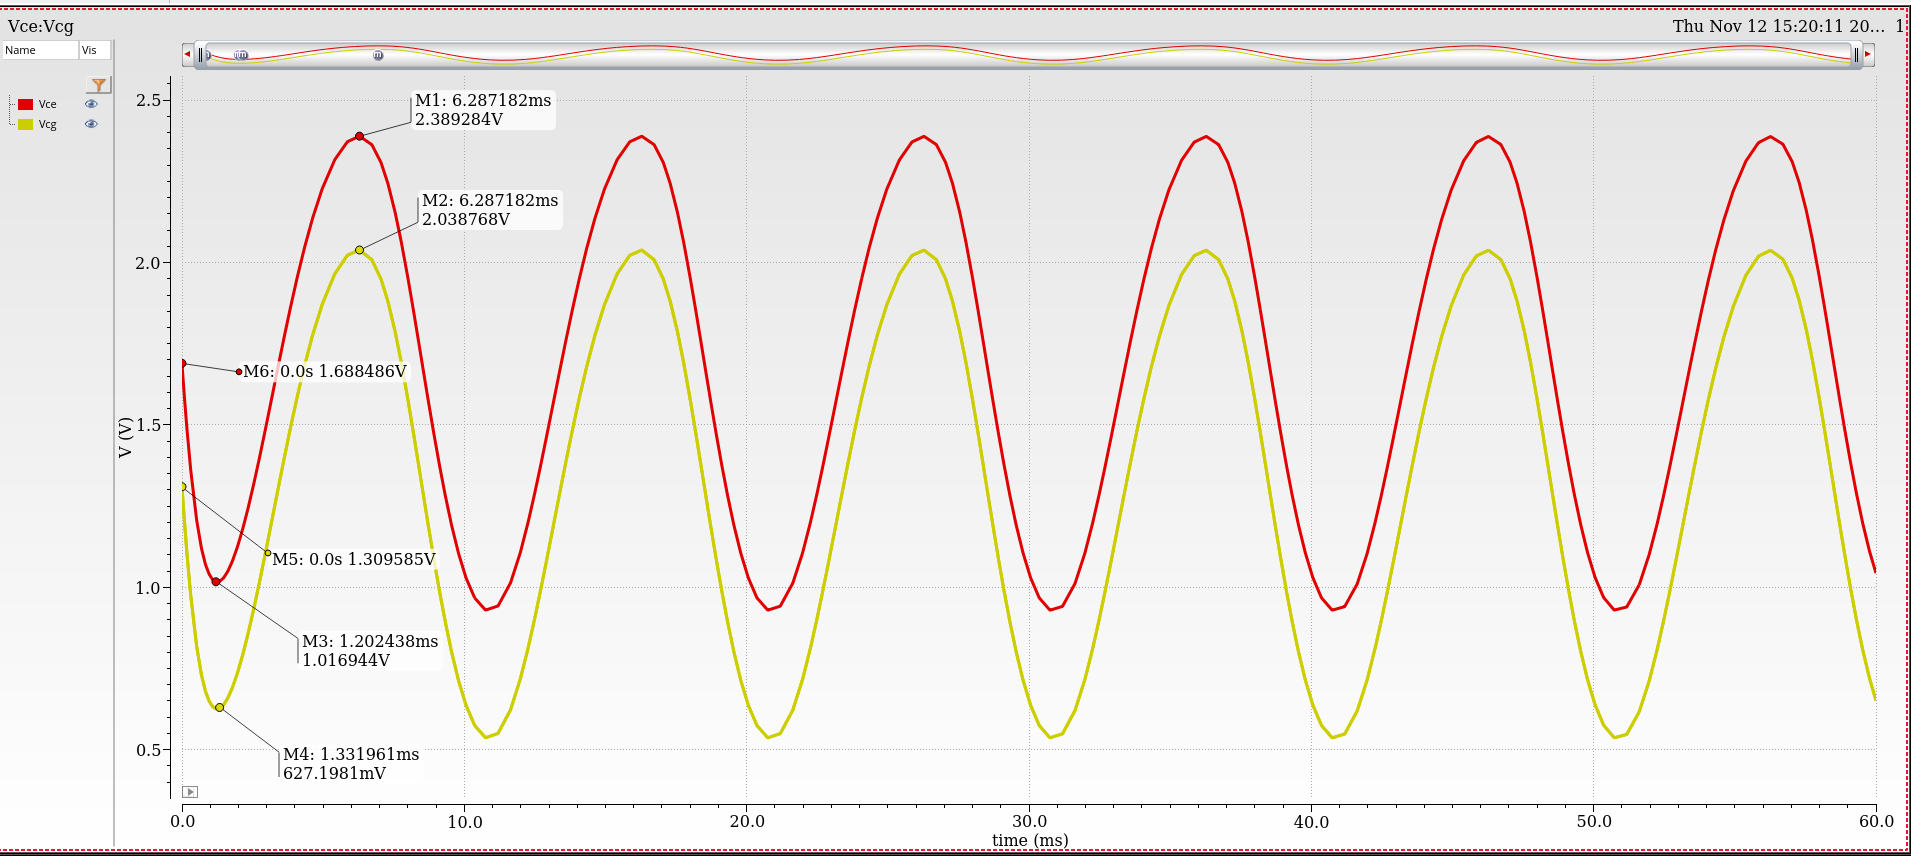 Vce:Vcg
Thu Nov 12 15:20:11 20... 1
Name Vis
Vce
Vcg
2.5
2.0
1.5
1.0
0.5
V (V)
M1: 6.287182ms
2.389284V
M2: 6.287182ms
2.038768V
M6: 0.0s 1.688486V
M5: 0.0s 1.309585V
M3: 1.202438ms
1.016944V
M4: 1.331961ms
627.1981mV
0.0 10.0 20.0 30.0 40.0 50.0 60.0
time (ms)